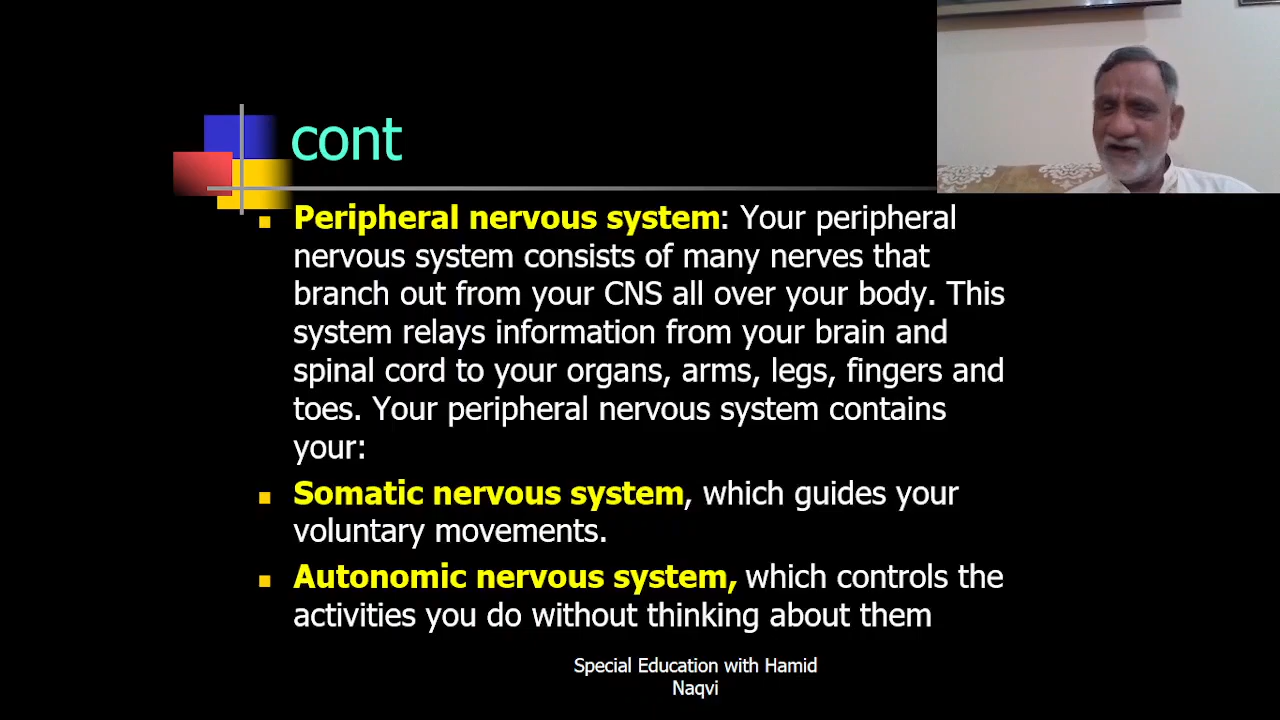 cont
Peripheral nervous system: Your peripheral
nervous system consists of many nerves that
branch out from your CNS all over your body. This
system relays information from your brain and
spinal cord to your organs, arms, legs, fingers and
toes. Your peripheral nervous system contains
your:
Somatic nervous system, which guides your
voluntary movements.
Autonomic nervous system, which controls the
activities you do without thinking about them
Special Education with Hamid
Naqvi